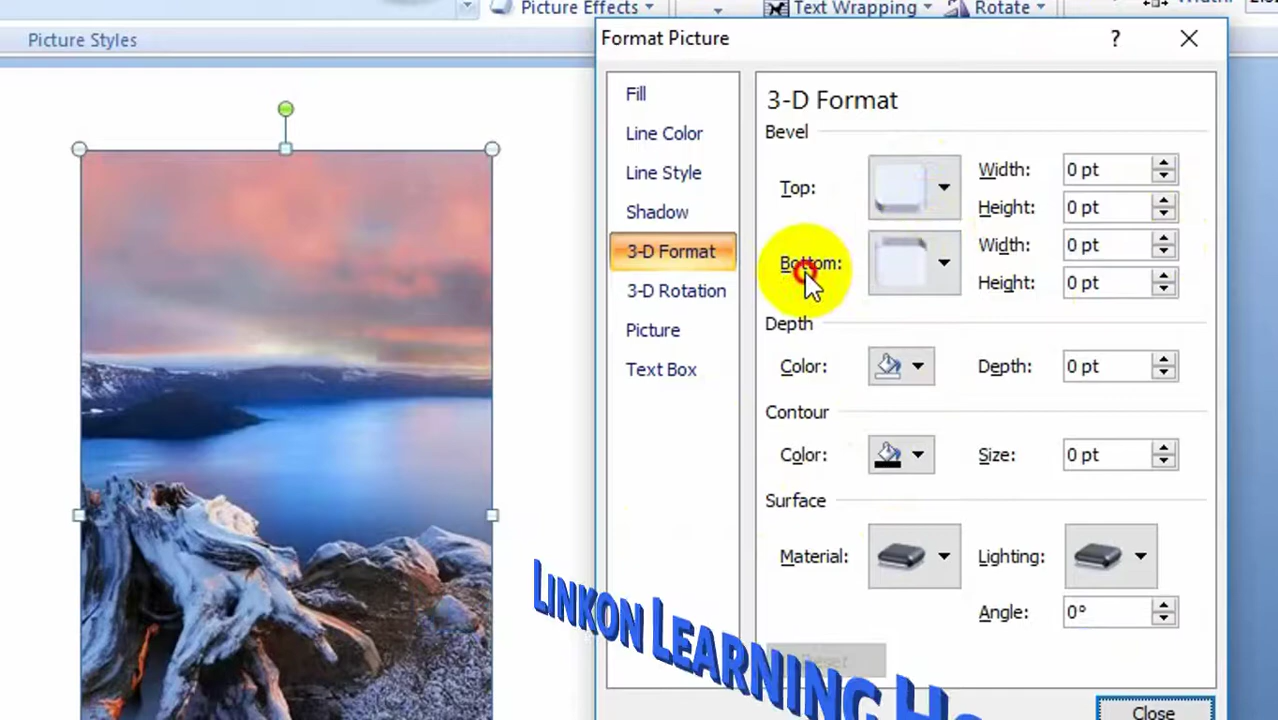 Picture Effects
Text Wrapping
Rotate
Picture Styles
Format Picture
?
Fill
Line Color
Line Style
Shadow
3-D Format
3-D Rotation
Picture
Text Box
3-D Format
Bevel
Top:
Width: 0 pt
Height: 0 pt
Bottom:
Width: 0 pt
Height: 0 pt
Depth
Color:
Depth: 0 pt
Contour
Color:
Size: 0 pt
Surface
Material:
Lighting:
Angle: 0°
Reset
Close
LINKON LEARNING